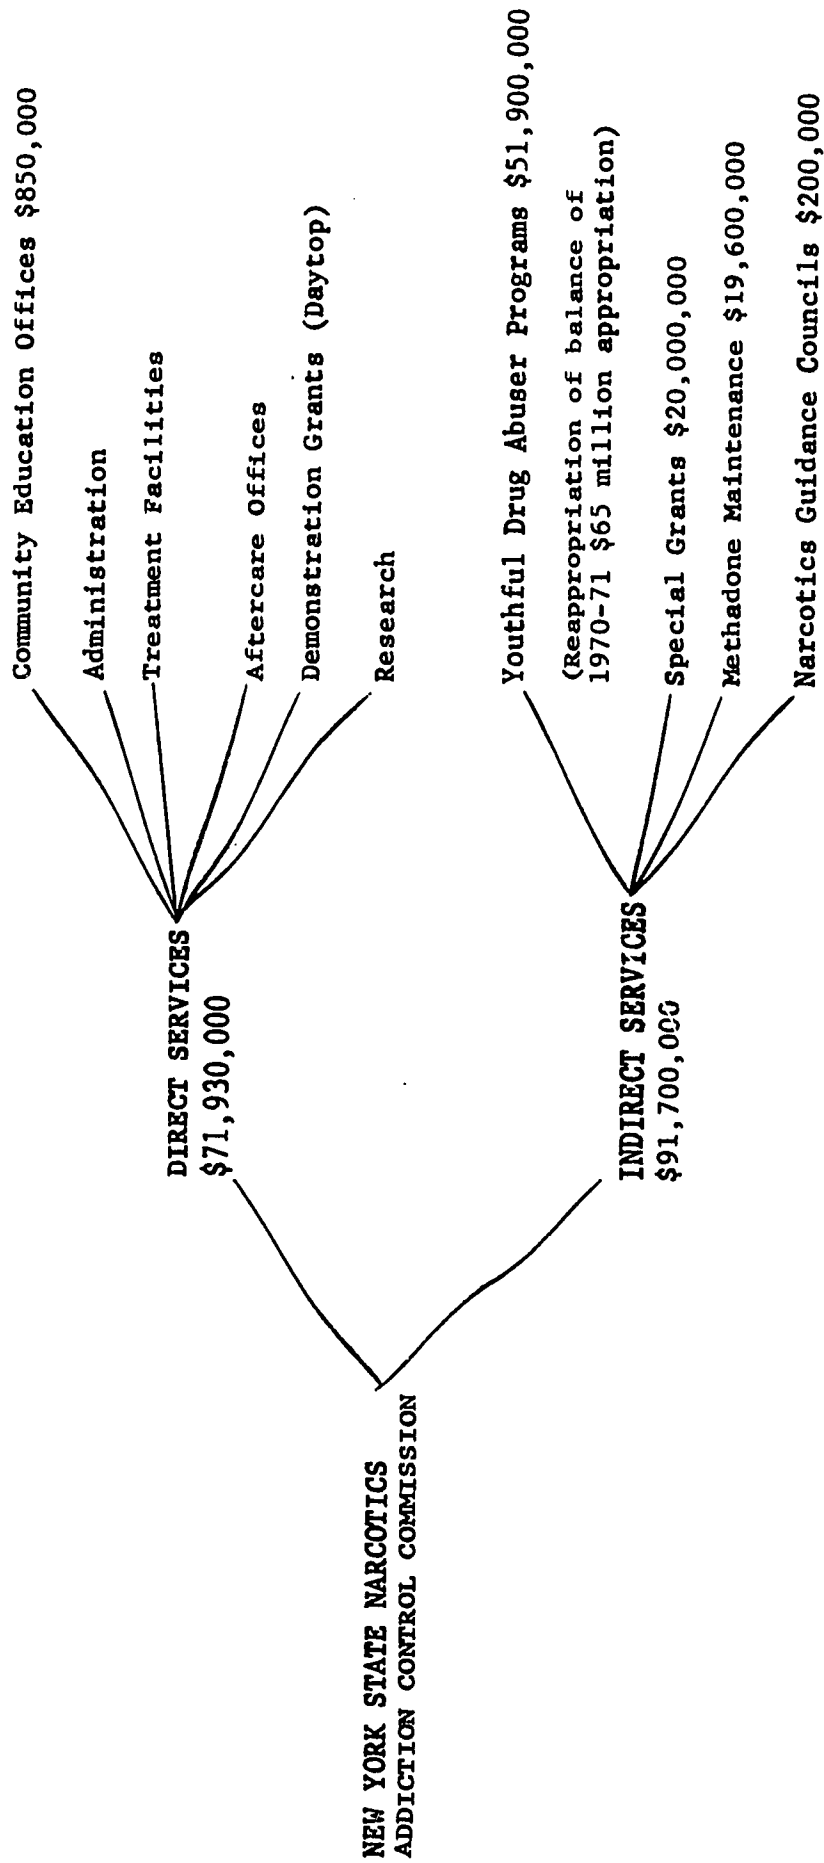 NEW YORK STATE NARCOTICS
ADDICTION CONTROL COMMISSION
DIRECT SERVICES
$71,930,000
Community Education Offices $850,000
Administration
Treatment Facilities
Aftercare Offices
Demonstration Grants (Daytop)
Research
INDIRECT SERVICES
$91,700,000
Youthful Drug Abuser Programs $51,900,000
(Reappropriation of balance of
1970-71 $65 million appropriation)
Special Grants $20,000,000
Methadone Maintenance $19,600,000
Narcotics Guidance Councils $200,000